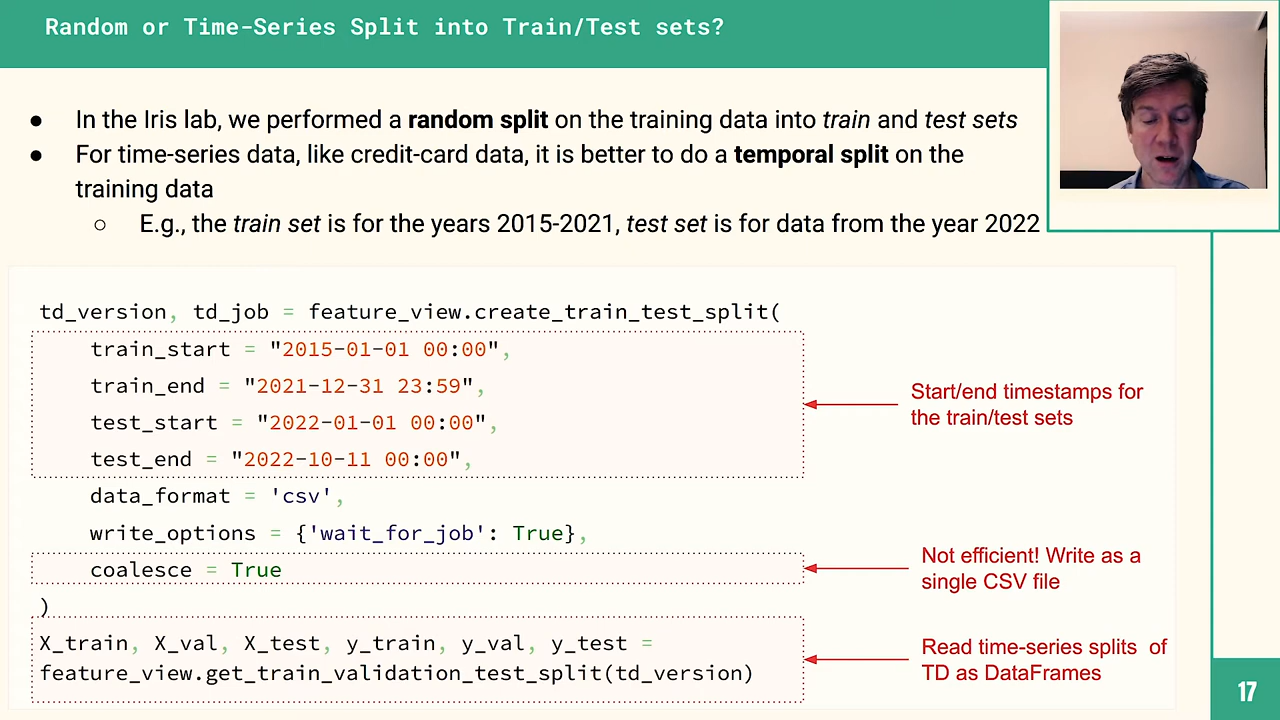 Random or Time-Series Split into Train/Test sets?
● In the Iris lab, we performed a random split on the training data into train and test sets
● For time-series data, like credit-card data, it is better to do a temporal split on the
training data
○ E.g., the train set is for the years 2015-2021, test set is for data from the year 2022
td_version, td_job = feature_view.create_train_test_split(
train_start = "2015-01-01 00:00",
train_end = "2021-12-31 23:59",
test_start = "2022-01-01 00:00",
test_end = "2022-10-11 00:00",
Start/end timestamps for
the train/test sets
data_format = 'csv',
write_options = {'wait_for_job': True},
coalesce = True
Not efficient! Write as a
single CSV file
)
X_train, X_val, X_test, y_train, y_val, y_test =
feature_view.get_train_validation_test_split(td_version)
Read time-series splits of
TD as DataFrames
17